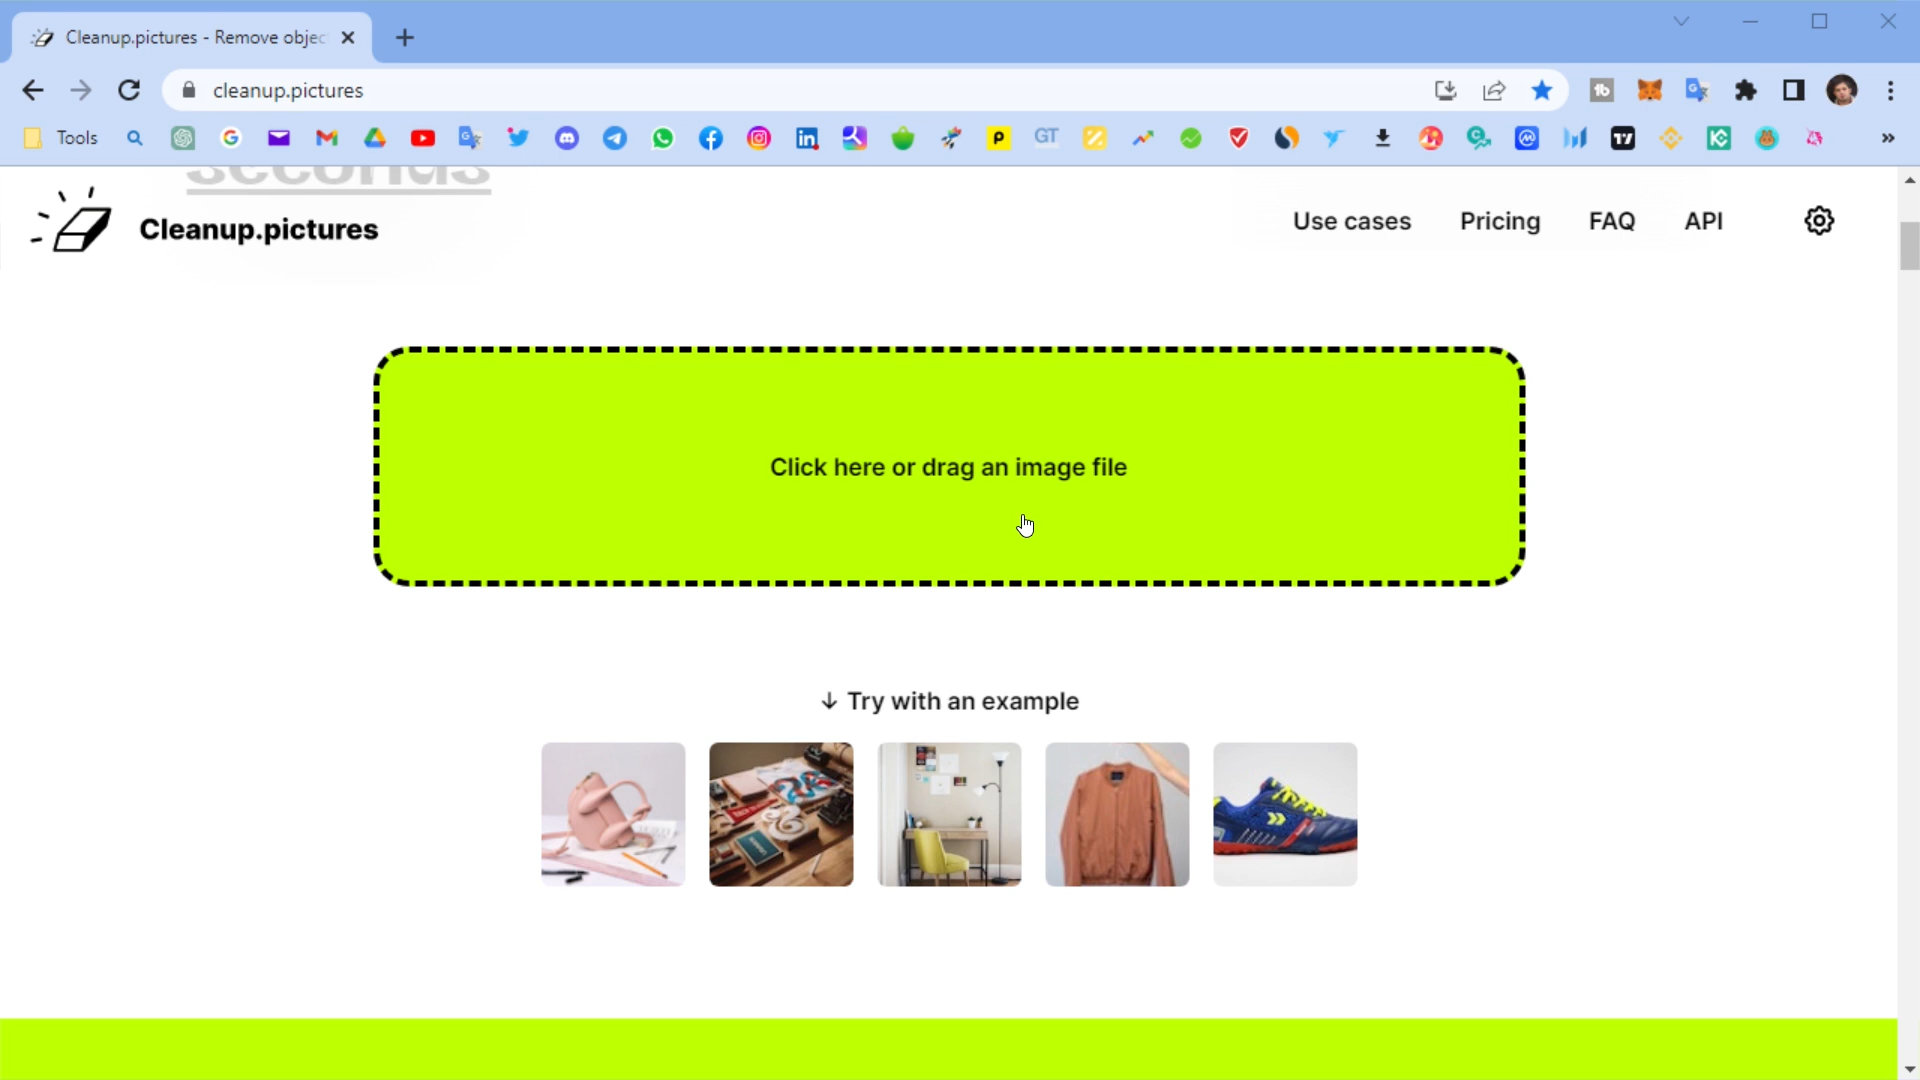 Cleanup.pictures - Remove objec
cleanup.pictures
Tools
seconds
Cleanup.pictures
Use cases
Pricing
FAQ
API
Click here or drag an image file
↓ Try with an example